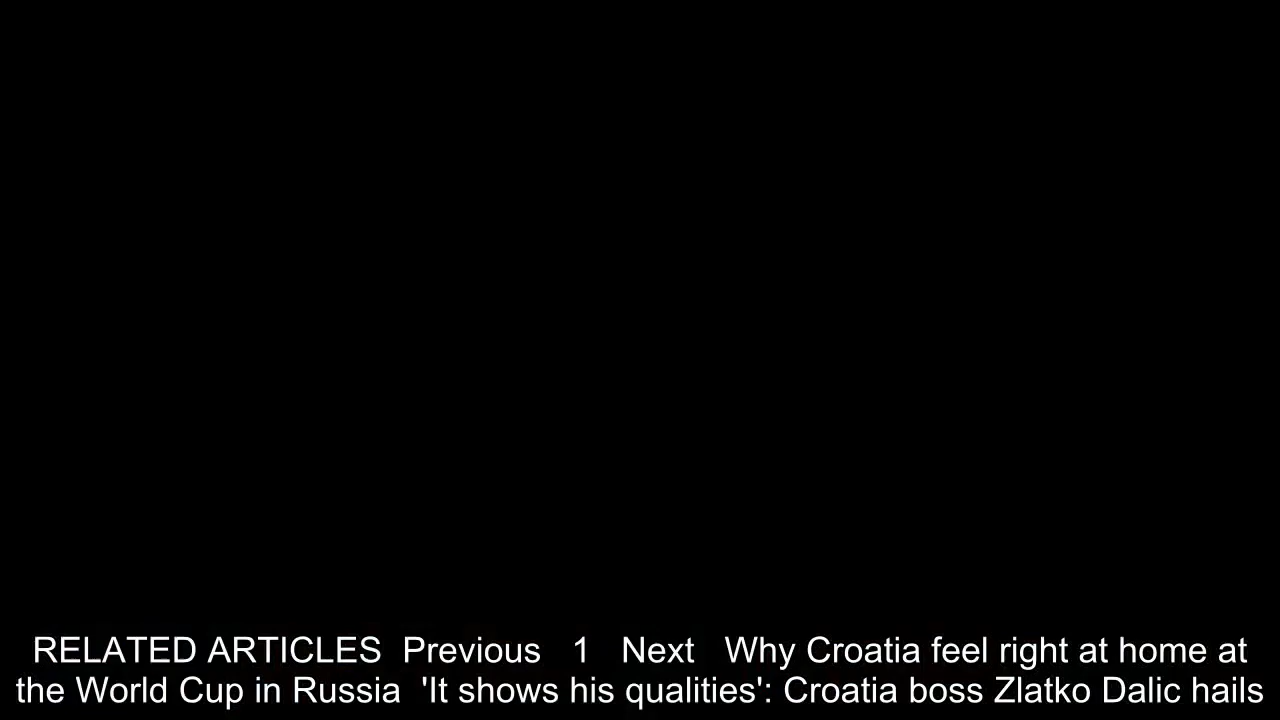 RELATED ARTICLES  Previous   1   Next   Why Croatia feel right at home at
the World Cup in Russia  'It shows his qualities': Croatia boss Zlatko Dalic hails